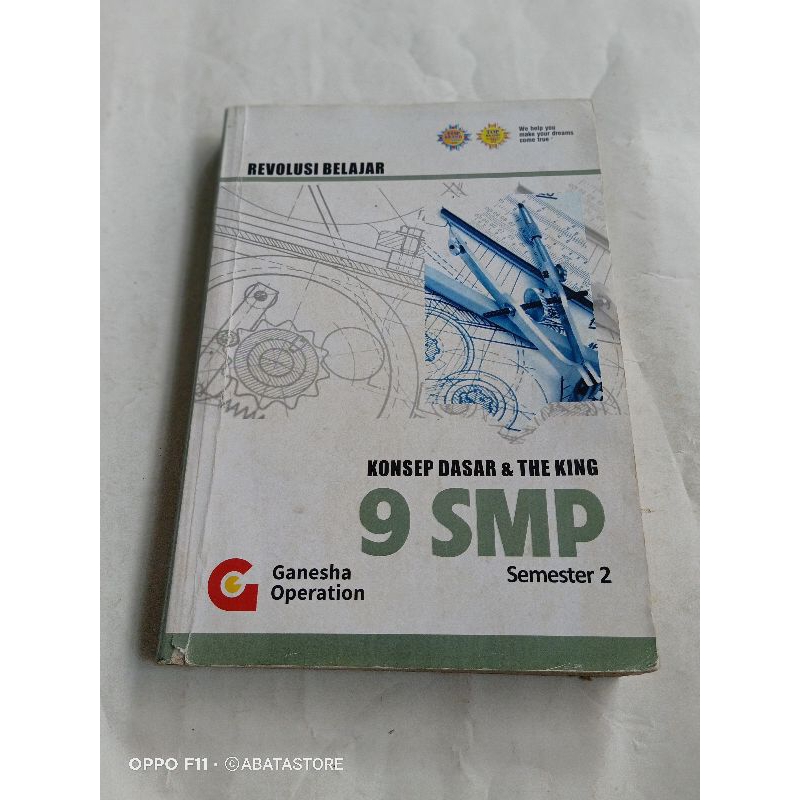 We help you
make your dreams
come true
REVOLUSI BELAJAR
KONSEP DASAR & THE KING
9 SMP
Semester 2
Ganesha
Operation
OPPO F11 · ©ABATASTORE